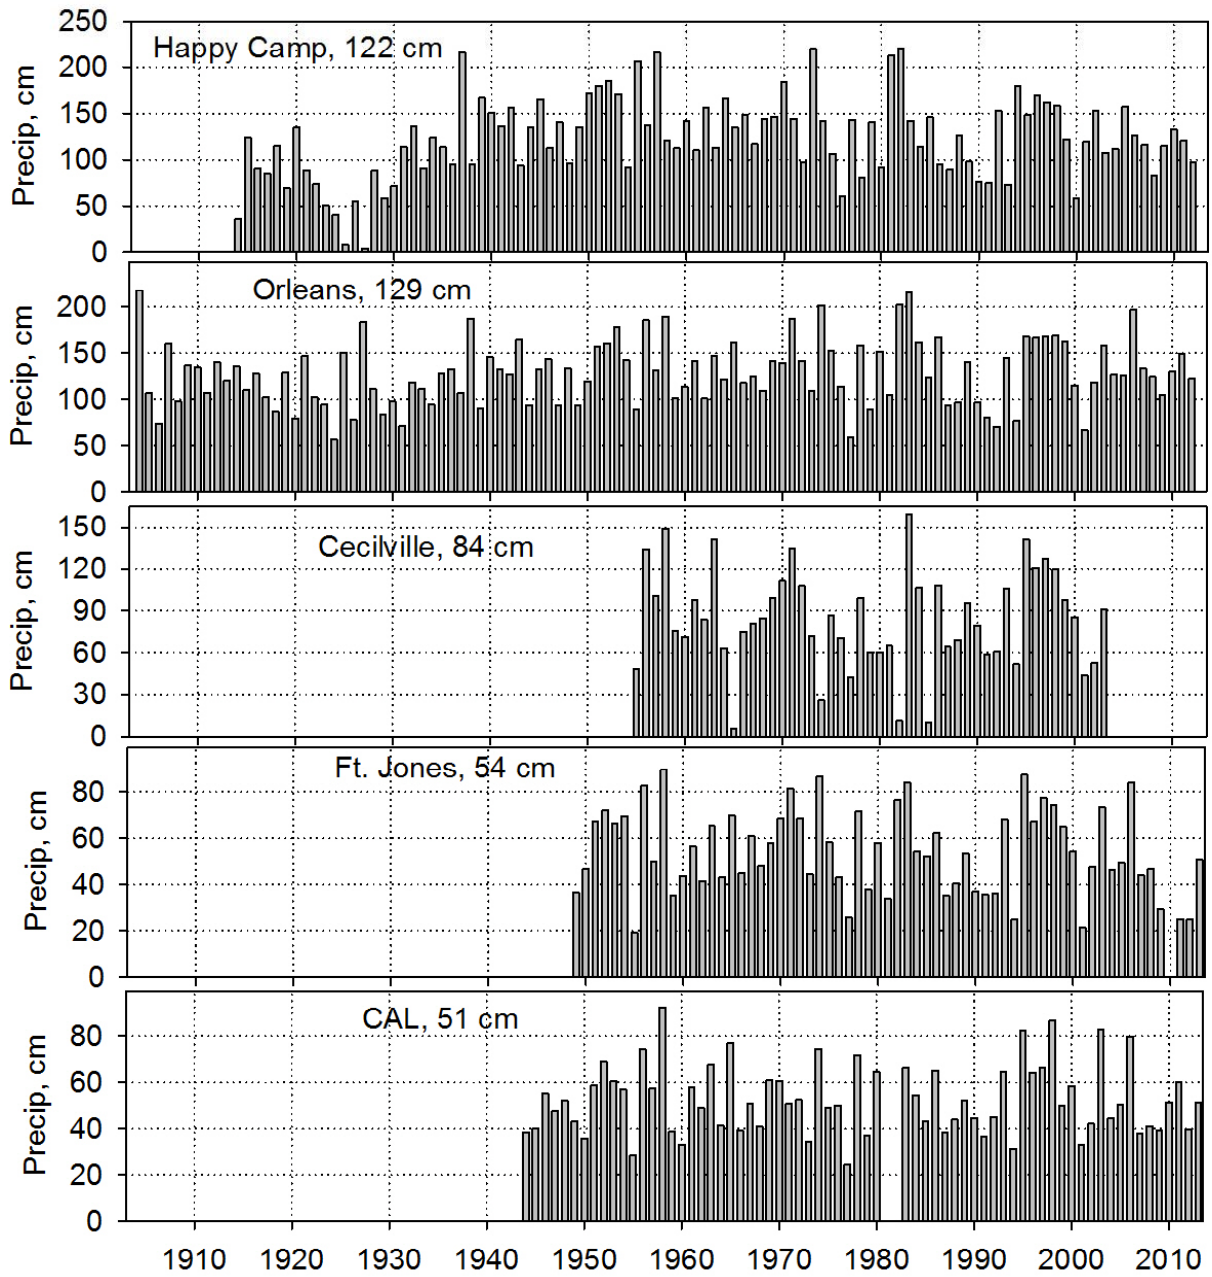 Happy Camp, 122 cm
Precip, cm
250
200
150
100
50
0
Orleans, 129 cm
Precip, cm
200
150
100
50
0
Cecilville, 84 cm
Precip, cm
150
120
90
60
30
0
Ft. Jones, 54 cm
Precip, cm
80
60
40
20
0
CAL, 51 cm
Precip, cm
80
60
40
20
0
1910 1920 1930 1940 1950 1960 1970 1980 1990 2000 2010